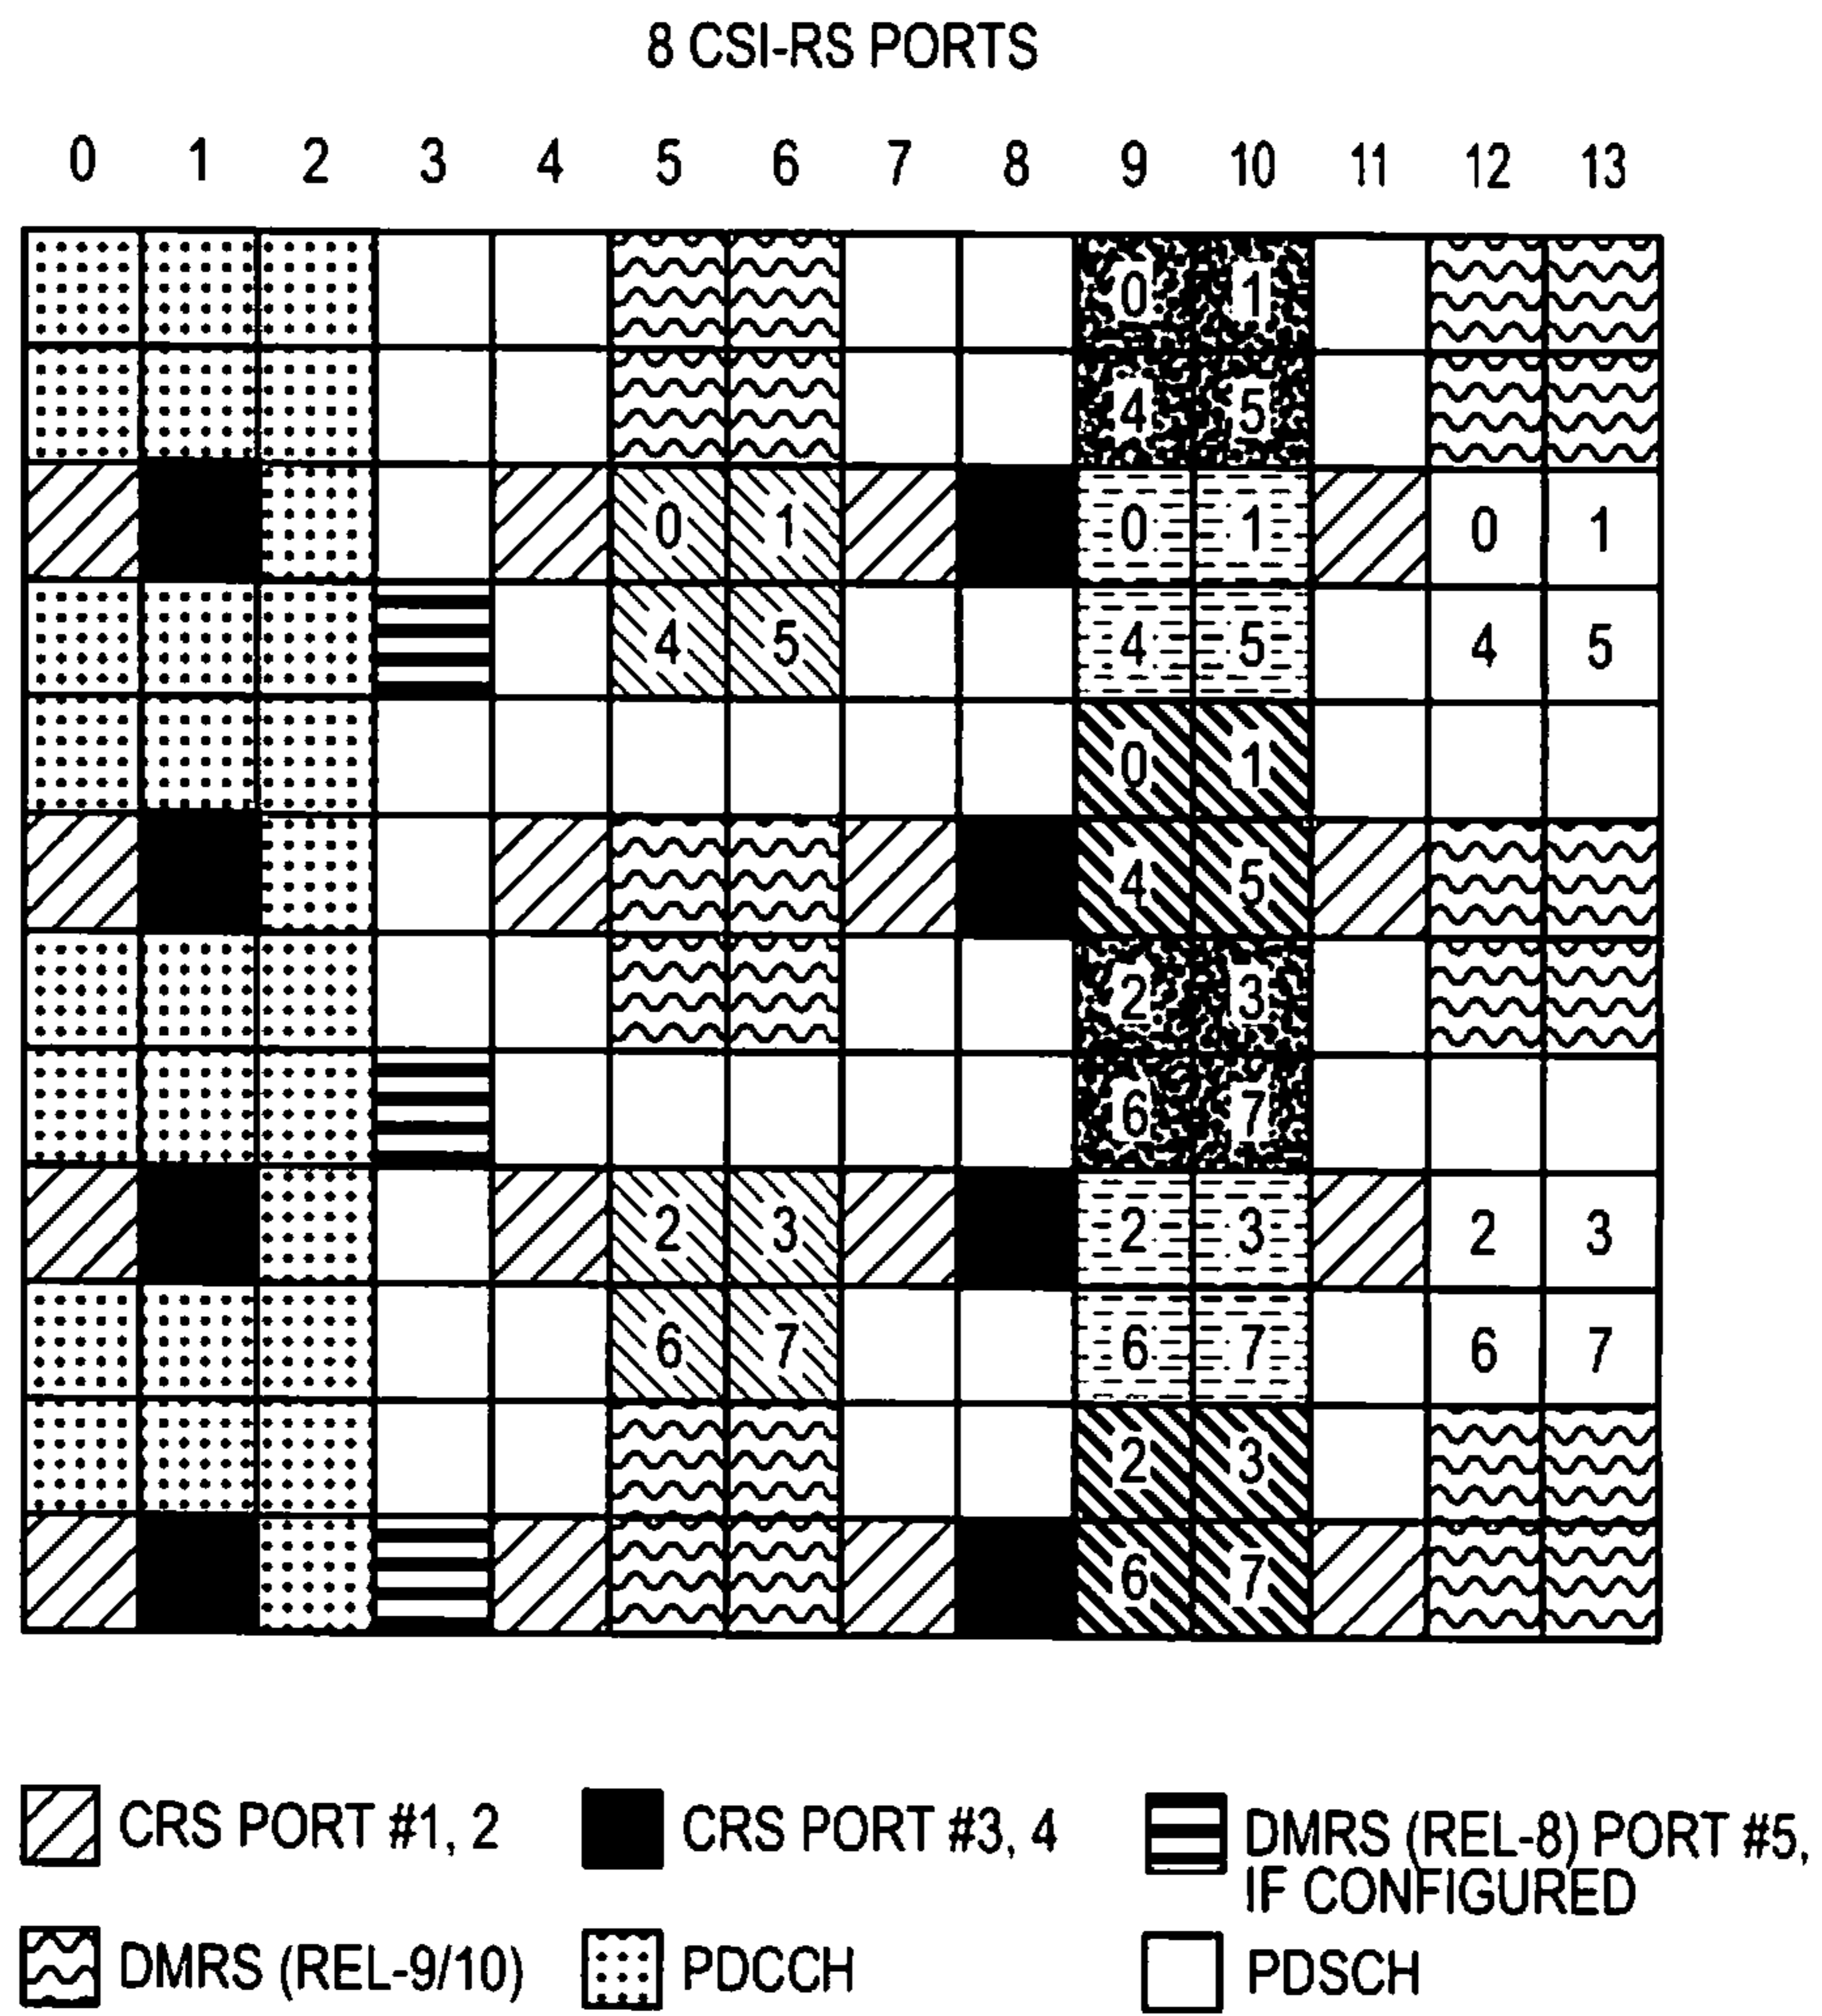 8 CSI-RS PORTS
0 1 2 3 4 5 6 7 8 9 10 11 12 13
0 1
4 5
0 1 0 1 0 1
4 5 4 5 4 5
0 1
4 5
2 3
6 7
2 3 2 3 2 3
6 7 6 7 6 7
2 3
6 7
CRS PORT #1, 2 CRS PORT #3, 4 DMRS (REL-8) PORT #5,
IF CONFIGURED
DMRS (REL-9/10) PDCCH PDSCH